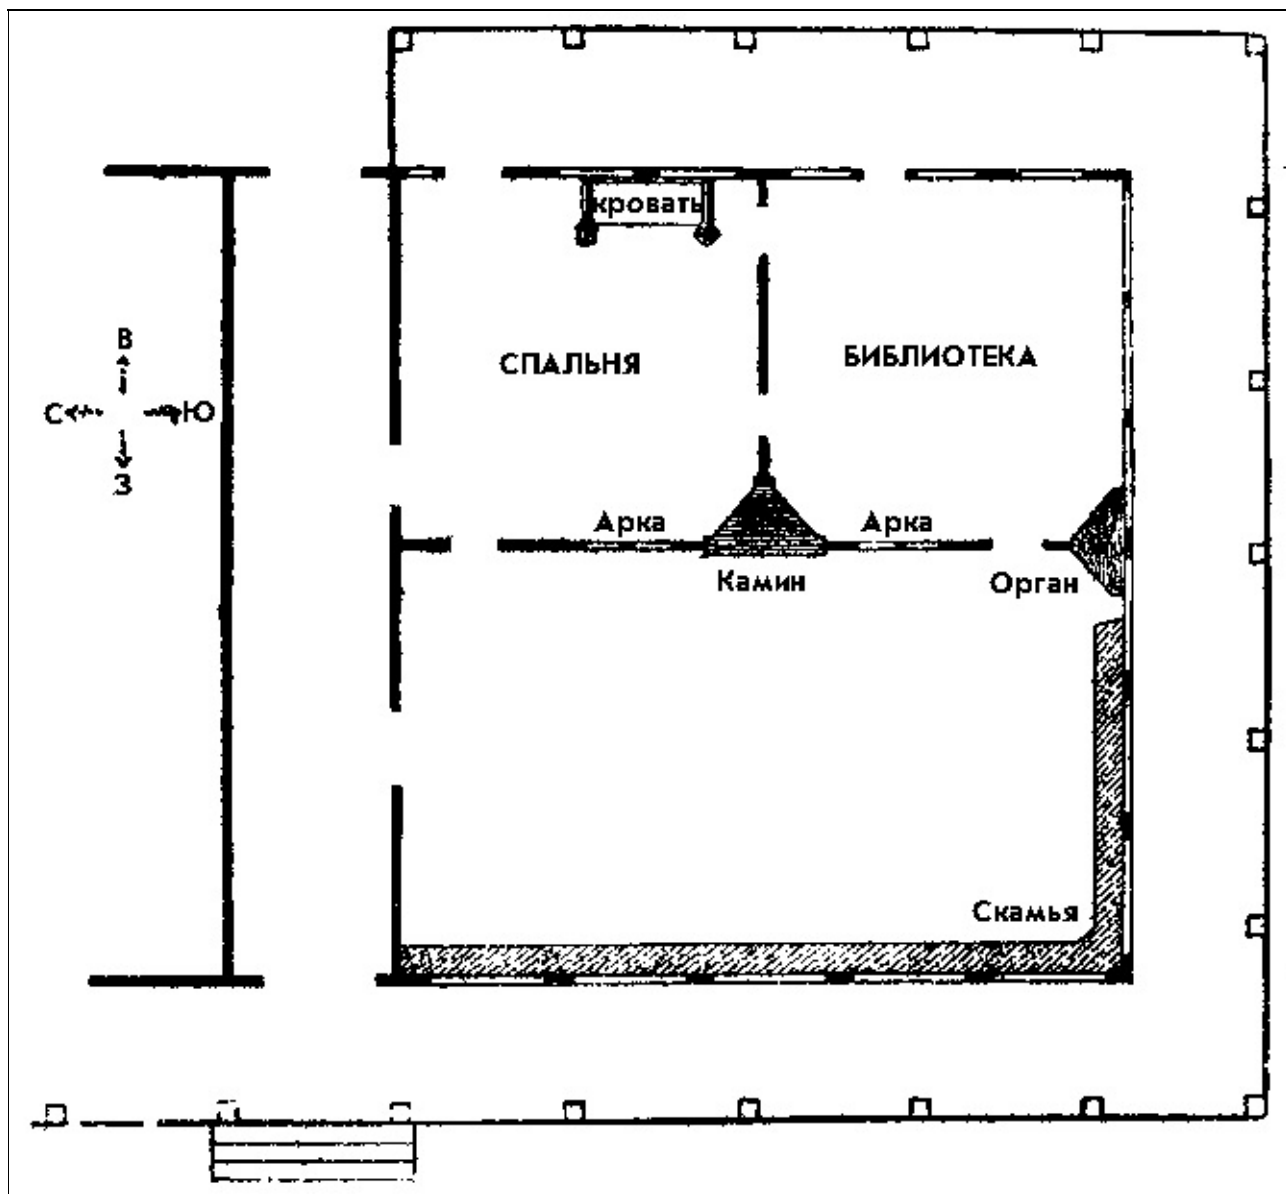 кровать
В
СПАЛЬНЯ
БИБЛИОТЕКА
С
Ю
З
Арка
Арка
Камин
Орган
Скамья